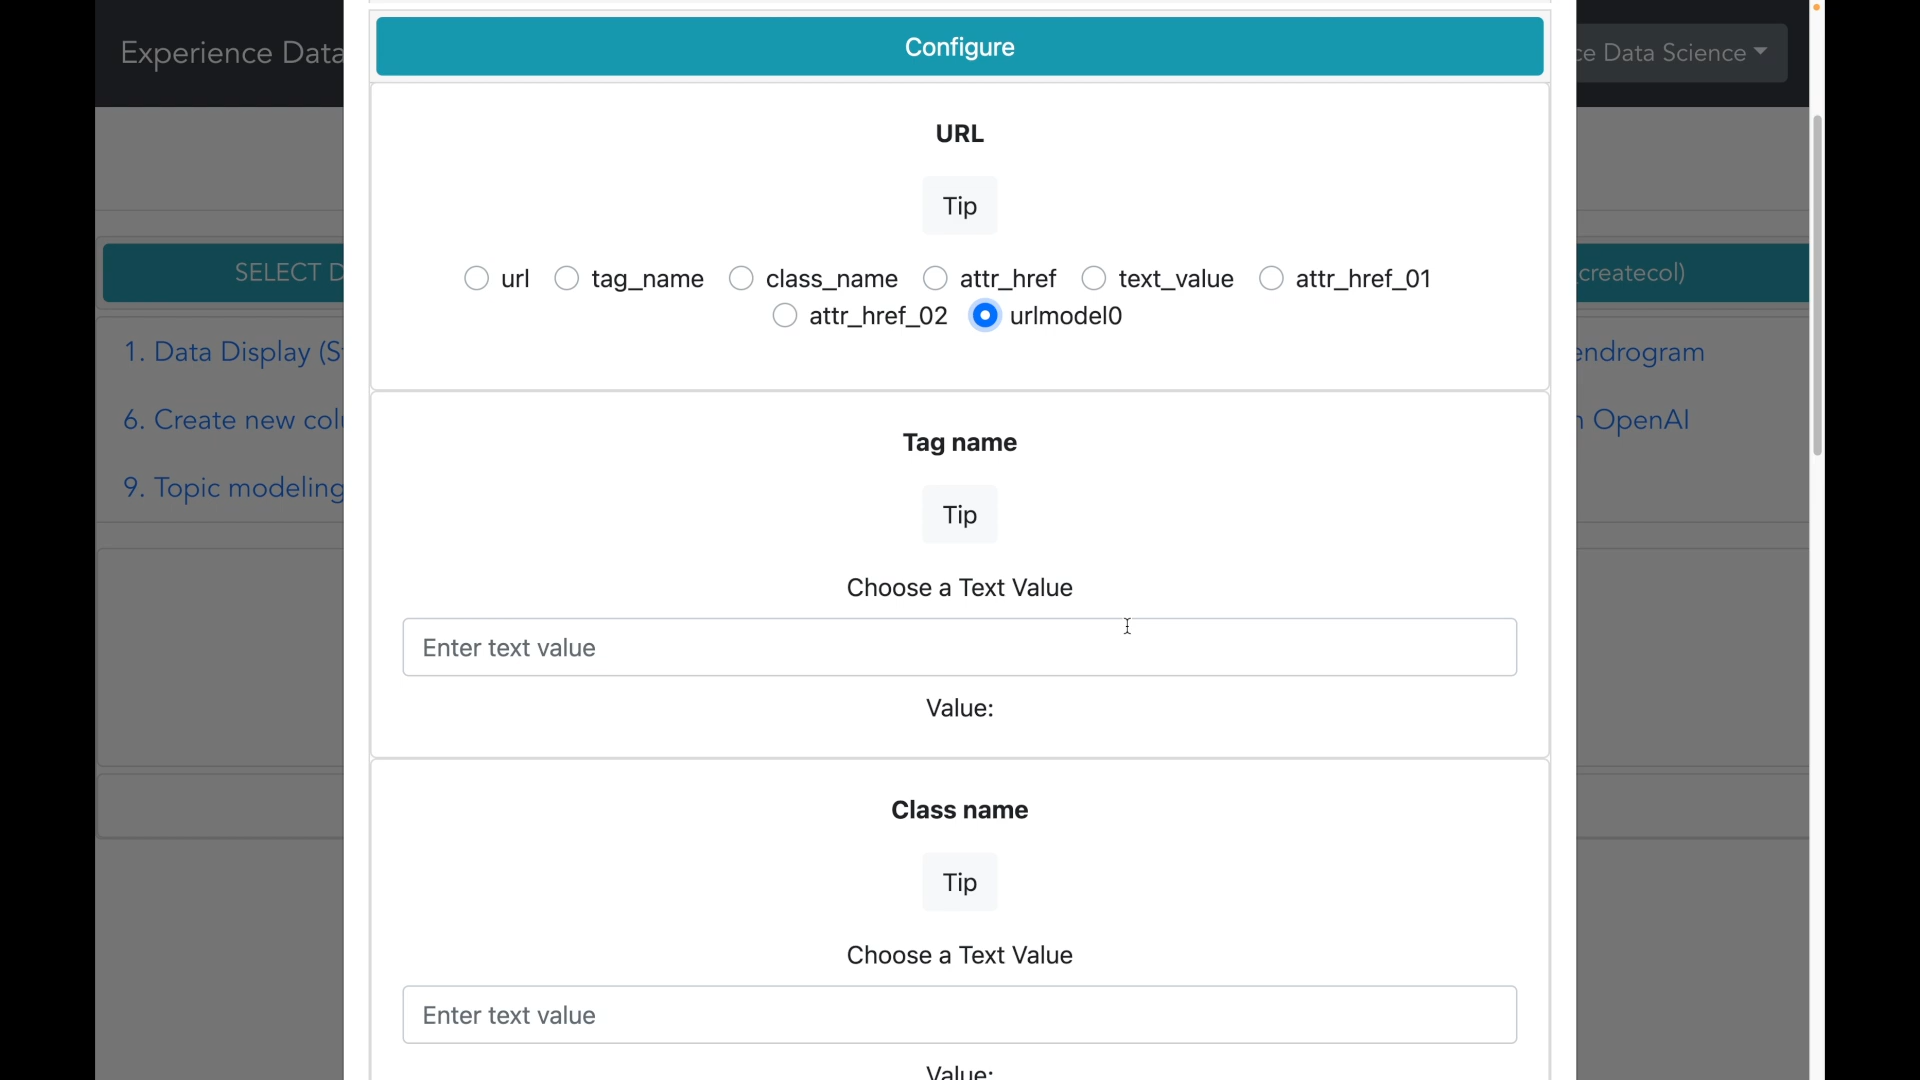 Configure
Experience Data
ce Data Science
URL
Tip
SELECT D
createcol)
url tag_name class_name attr_href text_value attr_href_01
attr_href_02 urlmodel0
1. Data Display (S
endrogram
6. Create new colu
n OpenAI
Tag name
9. Topic modeling
Tip
Choose a Text Value
Enter text value
Value:
Class name
Tip
Choose a Text Value
Enter text value
Value: